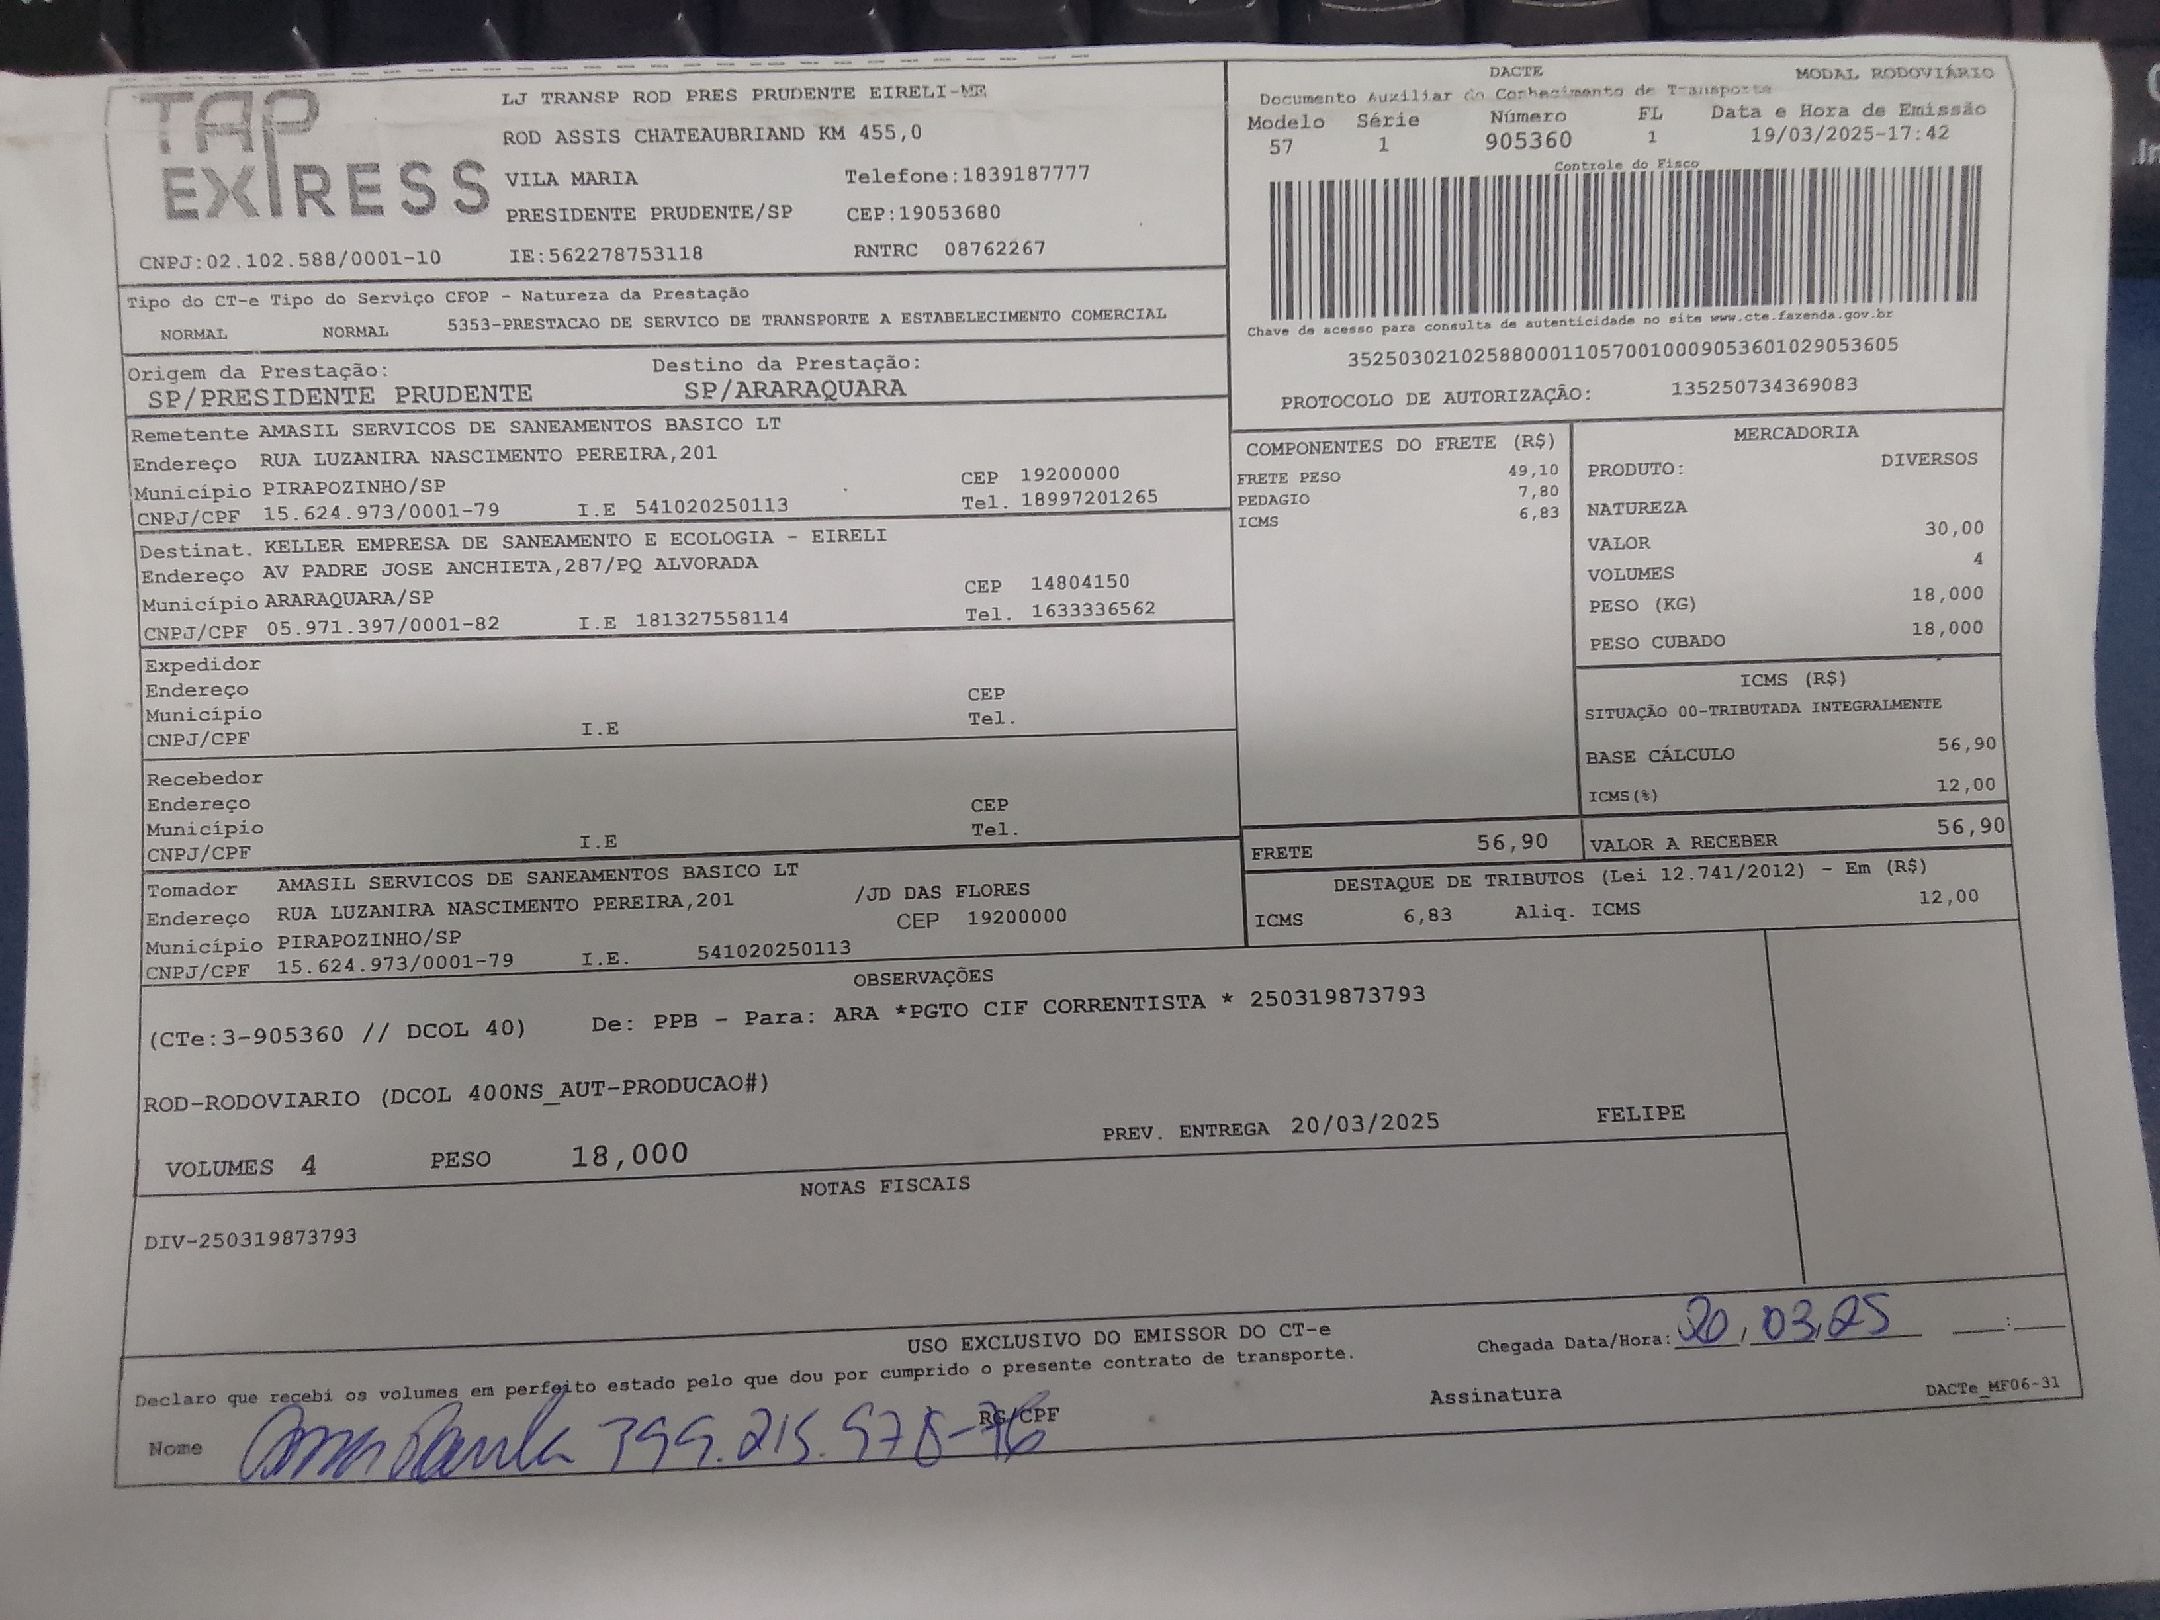 TAP EXPRESS
LJ TRANSP ROD PRES PRUDENTE EIRELI-ME
ROD ASSIS CHATEAUBRIAND KM 455,0
VILA MARIA Telefone:1839187777
PRESIDENTE PRUDENTE/SP CEP:19053680
CNPJ:02.102.588/0001-10 IE:562278753118 RNTRC 08762267
DACTE MODAL RODOVIÁRIO
Documento Auxiliar do Conhecimento de Transporte
Modelo Série Número FL Data e Hora de Emissão
57 1 905360 1 19/03/2025-17:42
Controle do Fisco
Chave de acesso para consulta de autenticidade no site www.cte.fazenda.gov.br
35250302102588000110570010009053601029053605
PROTOCOLO DE AUTORIZAÇÃO: 135250734369083
Tipo do CT-e Tipo do Serviço CFOP - Natureza da Prestação
NORMAL NORMAL 5353-PRESTACAO DE SERVICO DE TRANSPORTE A ESTABELECIMENTO COMERCIAL
Origem da Prestação: Destino da Prestação:
SP/PRESIDENTE PRUDENTE SP/ARARAQUARA
Remetente AMASIL SERVICOS DE SANEAMENTOS BASICO LT
Endereço RUA LUZANIRA NASCIMENTO PEREIRA,201
Município PIRAPOZINHO/SP CEP 19200000
CNPJ/CPF 15.624.973/0001-79 I.E 541020250113 Tel. 18997201265
Destinat. KELLER EMPRESA DE SANEAMENTO E ECOLOGIA - EIRELI
Endereço AV PADRE JOSE ANCHIETA,287/PQ ALVORADA
Município ARARAQUARA/SP CEP 14804150
CNPJ/CPF 05.971.397/0001-82 I.E 181327558114 Tel. 1633336562
Expedidor
Endereço
Município CEP
CNPJ/CPF I.E Tel.
Recebedor
Endereço
Município CEP
CNPJ/CPF I.E Tel.
Tomador AMASIL SERVICOS DE SANEAMENTOS BASICO LT
Endereço RUA LUZANIRA NASCIMENTO PEREIRA,201 /JD DAS FLORES
Município PIRAPOZINHO/SP CEP 19200000
CNPJ/CPF 15.624.973/0001-79 I.E. 541020250113
COMPONENTES DO FRETE (R$)
FRETE PESO 49,10
PEDAGIO 7,80
ICMS 6,83
MERCADORIA
PRODUTO: DIVERSOS
NATUREZA
VALOR 30,00
VOLUMES 4
PESO (KG) 18,000
PESO CUBADO 18,000
ICMS (R$)
SITUAÇÃO 00-TRIBUTADA INTEGRALMENTE
BASE CÁLCULO 56,90
ICMS(%) 12,00
FRETE 56,90 VALOR A RECEBER 56,90
DESTAQUE DE TRIBUTOS (Lei 12.741/2012) - Em (R$)
ICMS 6,83 Aliq. ICMS 12,00
OBSERVAÇÕES
(CTe:3-905360 // DCOL 40) De: PPB - Para: ARA *PGTO CIF CORRENTISTA * 250319873793
ROD-RODOVIARIO (DCOL 400NS_AUT-PRODUCAO#)
VOLUMES 4 PESO 18,000 PREV. ENTREGA 20/03/2025 FELIPE
NOTAS FISCAIS
DIV-250319873793
USO EXCLUSIVO DO EMISSOR DO CT-e
Declaro que recebi os volumes em perfeito estado pelo que dou por cumprido o presente contrato de transporte.
Chegada Data/Hora: 20,03,25 :
Nome Ana Paula 399.215.978-76 RG/CPF Assinatura DACTe_MF06-31